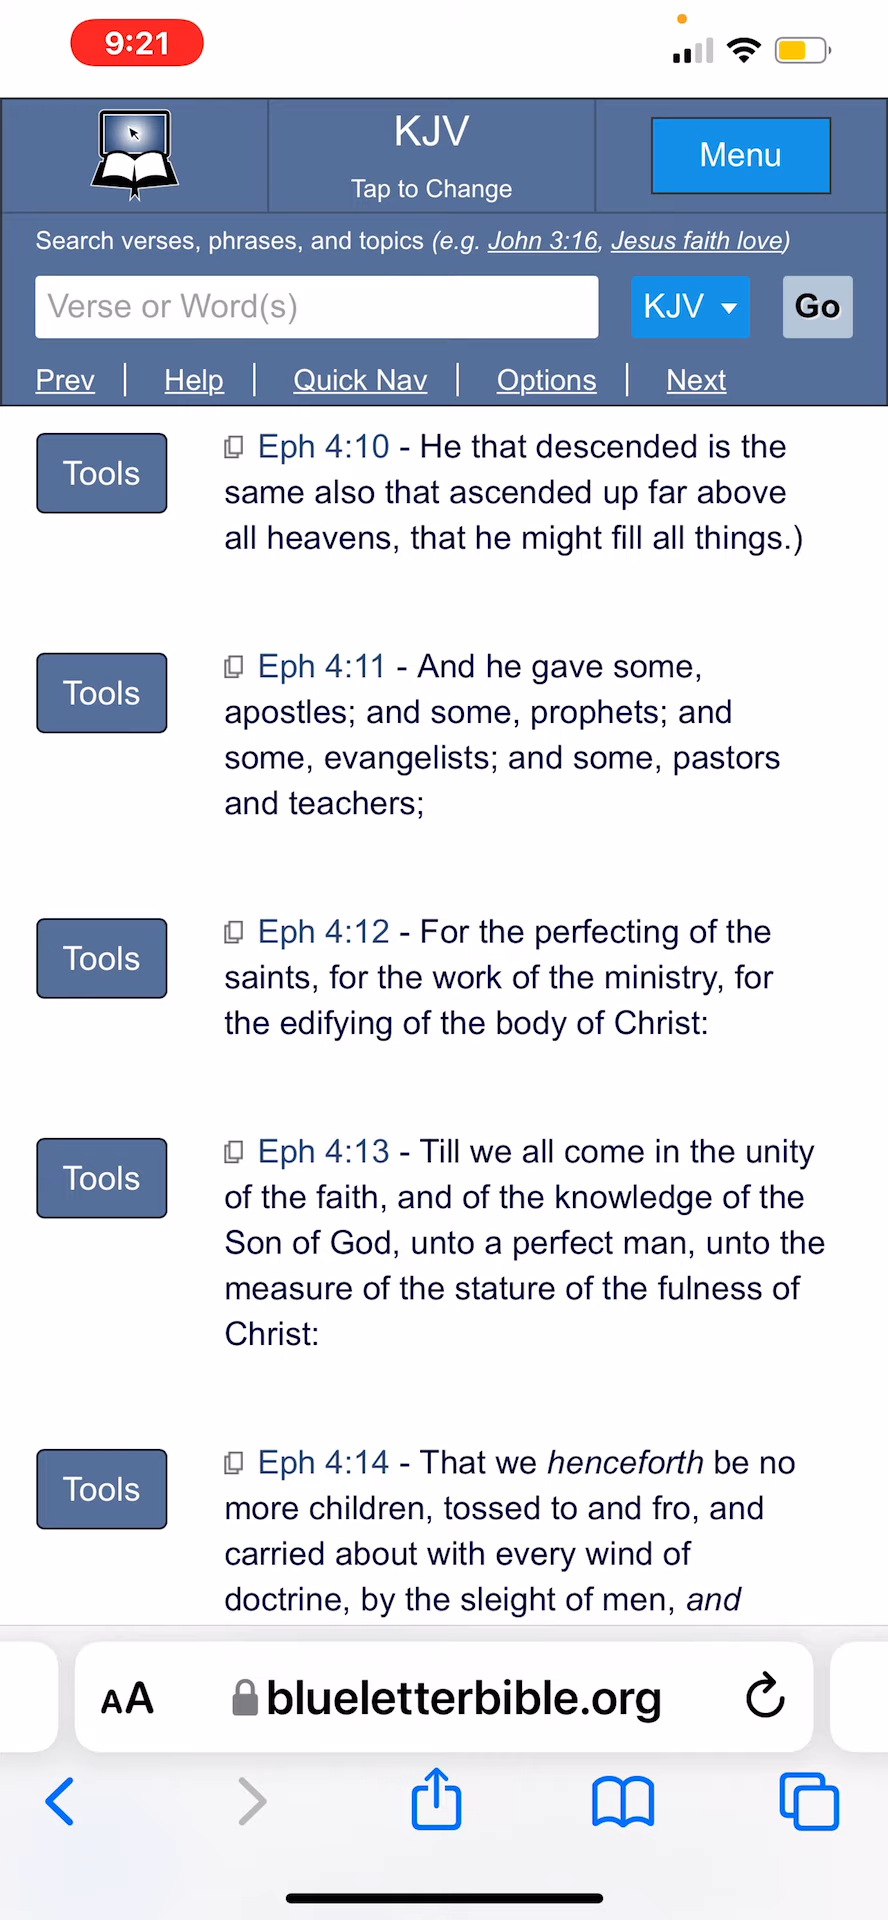 9:21
KJV
Tap to Change
Menu
Search verses, phrases, and topics (e.g. John 3:16, Jesus faith love)
Verse or Word(s)
KJV
Go
Prev | Help | Quick Nav | Options | Next
Tools
Eph 4:10 - He that descended is the
same also that ascended up far above
all heavens, that he might fill all things.)
Tools
Eph 4:11 - And he gave some,
apostles; and some, prophets; and
some, evangelists; and some, pastors
and teachers;
Tools
Eph 4:12 - For the perfecting of the
saints, for the work of the ministry, for
the edifying of the body of Christ:
Tools
Eph 4:13 - Till we all come in the unity
of the faith, and of the knowledge of the
Son of God, unto a perfect man, unto the
measure of the stature of the fulness of
Christ:
Tools
Eph 4:14 - That we henceforth be no
more children, tossed to and fro, and
carried about with every wind of
doctrine, by the sleight of men, and
AA
blueletterbible.org